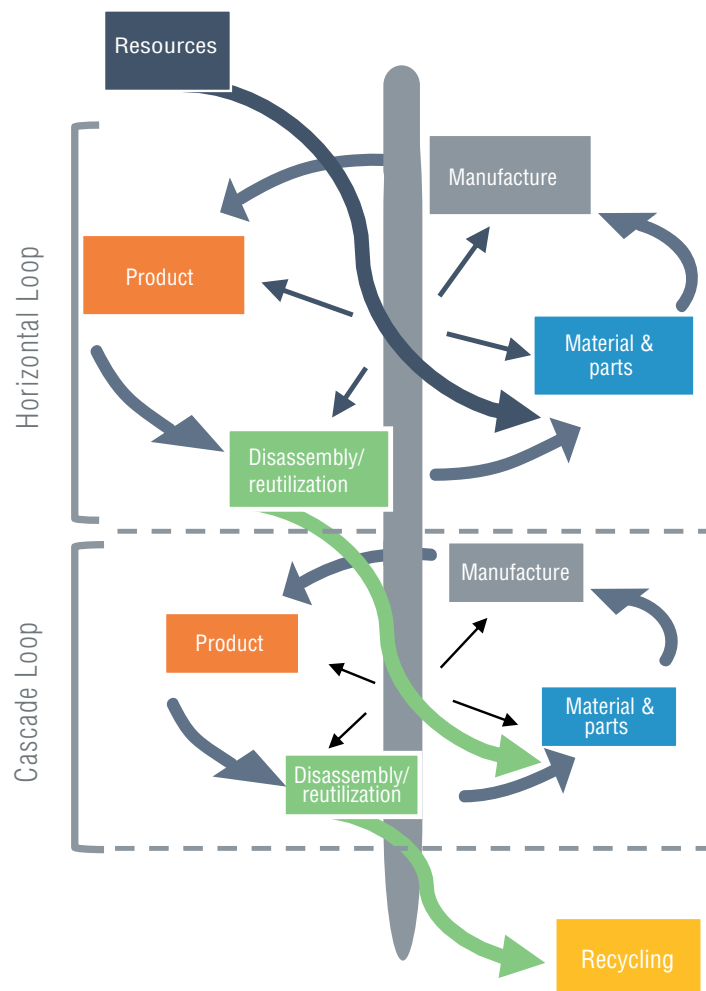 Resources
Horizontal Loop
Manufacture
Product
Material &
parts
Disassembly/
reutilization
Cascade Loop
Manufacture
Product
Material &
parts
Disassembly/
reutilization
Recycling